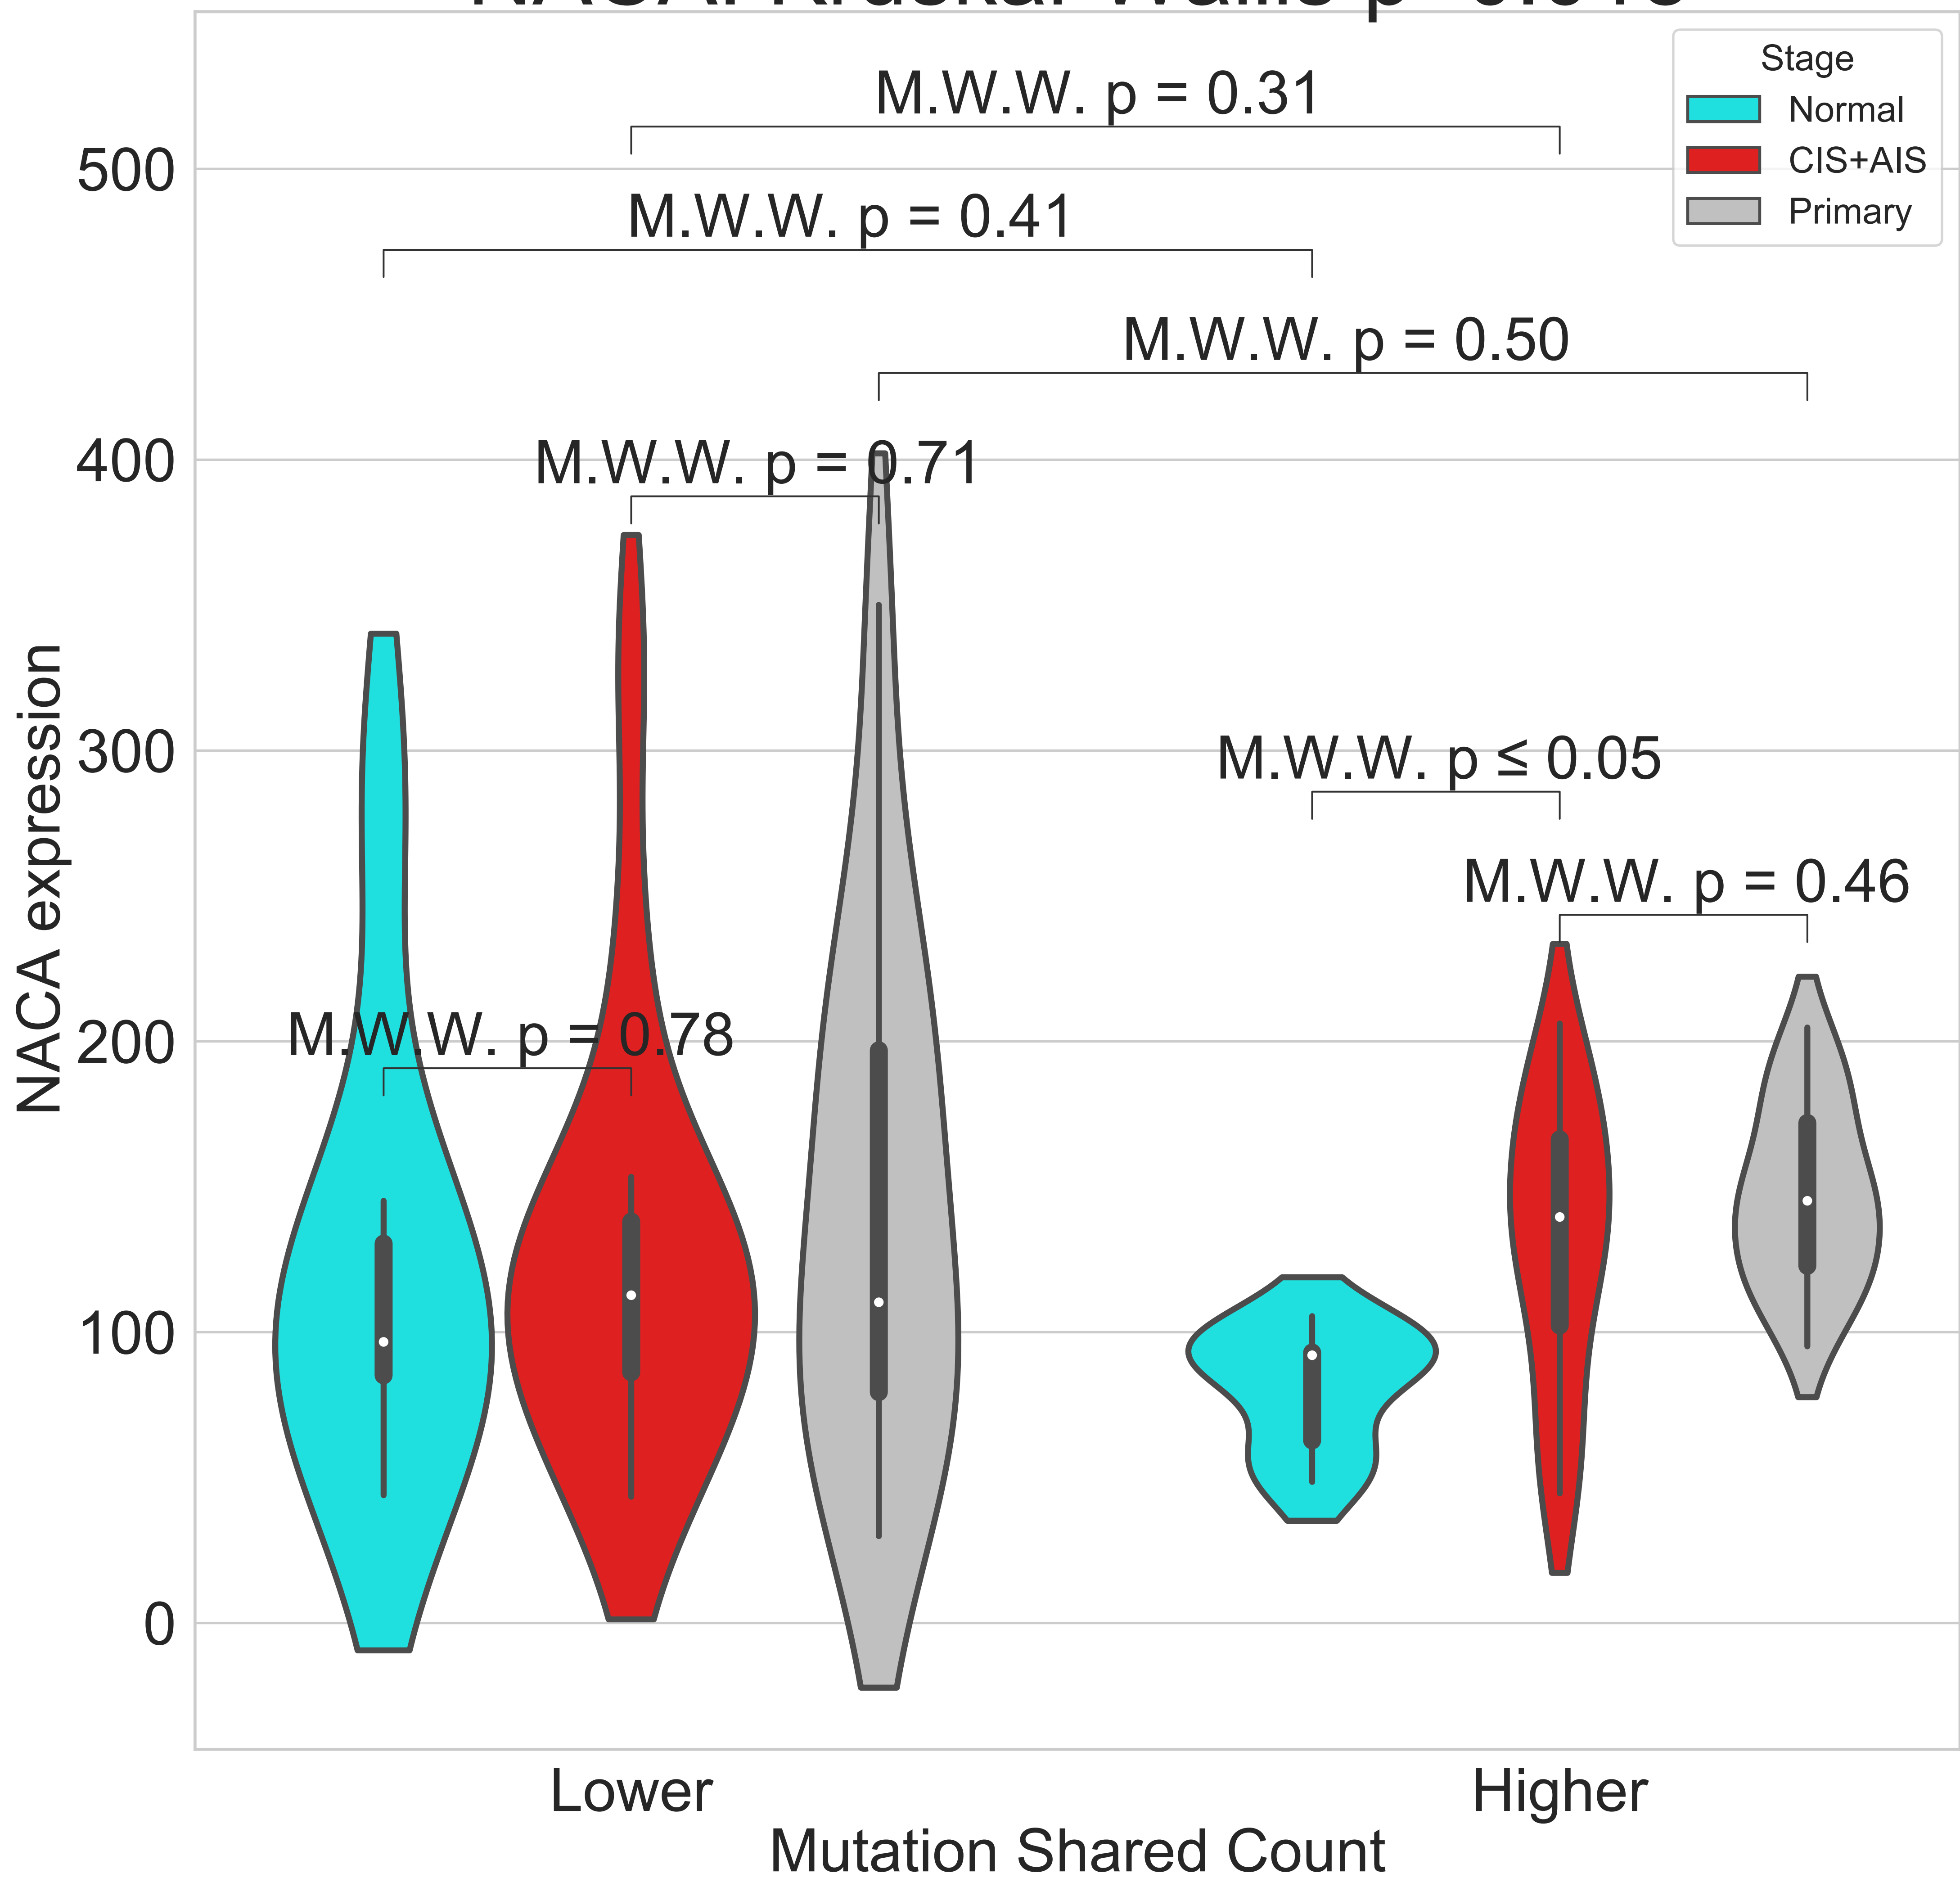 Stage
Normal
CIS+AIS
Primary
M.W.W. p = 0.31
M.W.W. p = 0.41
M.W.W. p = 0.50
M.W.W. p = 0.71
M.W.W. p ≤ 0.05
M.W.W. p = 0.46
M.W.W. p = 0.78
500
400
300
200
100
0
NACA expression
Lower
Higher
Mutation Shared Count